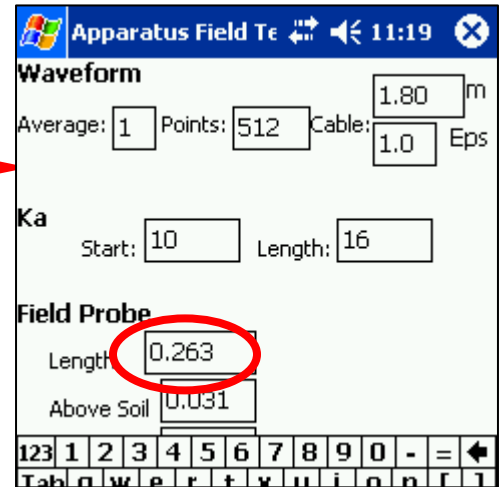 Apparatus Field Te 11:19
Waveform
Average: 1 Points: 512 Cable: 1.80 m
1.0 Eps
Ka
Start: 10 Length: 16
Field Probe
Length 0.263
Above Soil 0.031
123 1 2 3 4 5 6 7 8 9 0 - =
Tab q w e r t y u i o p [ ]